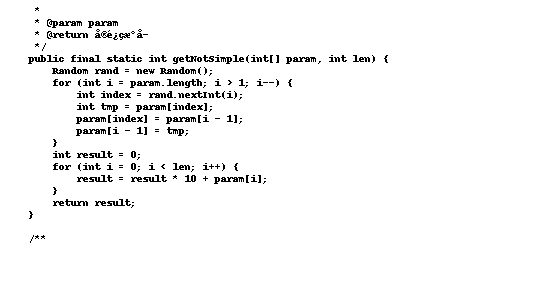 *
* @param param
* @return å®é¿çæ°å­
*/
public final static int getNotSimple(int[] param, int len) {
Random rand = new Random();
for (int i = param.length; i > 1; i--) {
int index = rand.nextInt(i);
int tmp = param[index];
param[index] = param[i - 1];
param[i - 1] = tmp;
}
int result = 0;
for (int i = 0; i < len; i++) {
result = result * 10 + param[i];
}
return result;
}
/**